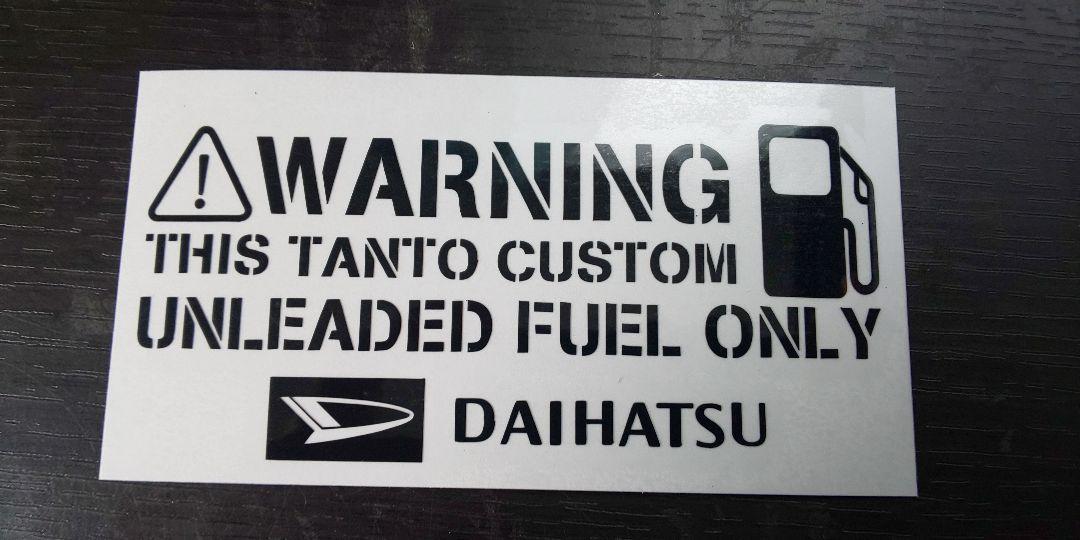 WARNING
THIS TANTO CUSTOM
UNLEADED FUEL ONLY
DAIHATSU